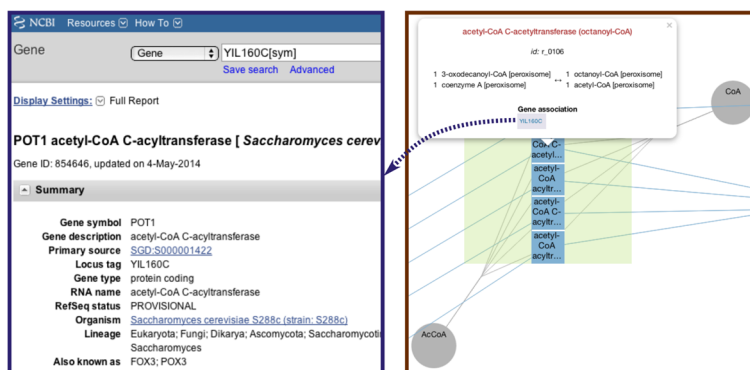 NCBI Resources How To
Gene
Gene
YIL160C[sym]
Save search Advanced
Display Settings: Full Report
POT1 acetyl-CoA C-acyltransferase [ Saccharomyces cerev
Gene ID: 854646, updated on 4-May-2014
Summary
Gene symbol POT1
Gene description acetyl-CoA C-acyltransferase
Primary source SGD:S000001422
Locus tag YIL160C
Gene type protein coding
RNA name acetyl-CoA C-acyltransferase
RefSeq status PROVISIONAL
Organism Saccharomyces cerevisiae S288c (strain: S288c)
Lineage Eukaryota; Fungi; Dikarya; Ascomycota; Saccharomycotin
Saccharomyces
Also known as FOX3; POX3
×
acetyl-CoA C-acetyltransferase (octanoyl-CoA)
id: r_0106
1 3-oxodecanoyl-CoA [peroxisome] ↔ 1 octanoyl-CoA [peroxisome]
1 coenzyme A [peroxisome] 1 acetyl-CoA [peroxisome]
Gene association
YIL160C
CoA
CoA C-
acetyl...
acetyl-
CoA
acyltr...
acetyl-
CoA C-
acyltr...
acetyl-
CoA
acyltr...
AcCoA